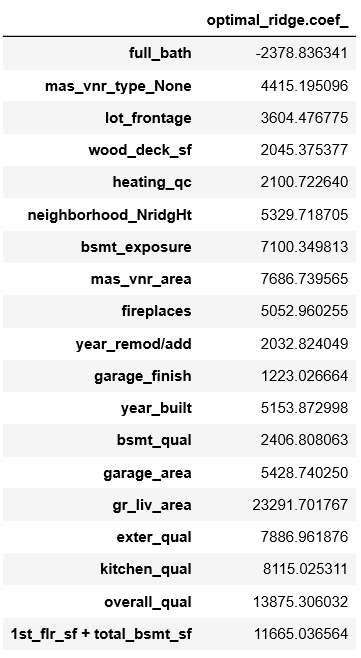 optimal_ridge.coef_
full_bath -2378.836341
mas_vnr_type_None 4415.195096
lot_frontage 3604.476775
wood_deck_sf 2045.375377
heating_qc 2100.722640
neighborhood_NridgHt 5329.718705
bsmt_exposure 7100.349813
mas_vnr_area 7686.739565
fireplaces 5052.960255
year_remod/add 2032.824049
garage_finish 1223.026664
year_built 5153.872998
bsmt_qual 2406.808063
garage_area 5428.740250
gr_liv_area 23291.701767
exter_qual 7886.961876
kitchen_qual 8115.025311
overall_qual 13875.306032
1st_flr_sf + total_bsmt_sf 11665.036564